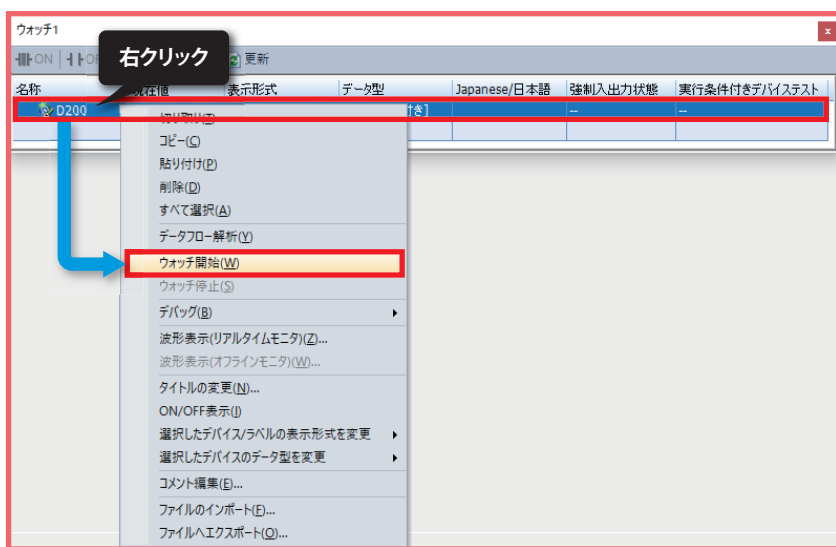 ウォッチ1
x
ON
更新
右クリック
名称 現在値 表示形式 データ型 Japanese/日本語 強制入出力状態 実行条件付きデバイステスト
D200 付き] -- --
切り取り(T)
コピー(C)
貼り付け(P)
削除(D)
すべて選択(A)
データフロー解析(Y)
ウォッチ開始(W)
ウォッチ停止(S)
デバッグ(B)
波形表示(リアルタイムモニタ)(Z)...
波形表示(オフラインモニタ)(W)...
タイトルの変更(N)...
ON/OFF表示(I)
選択したデバイス/ラベルの表示形式を変更
選択したデバイスのデータ型を変更
コメント編集(E)...
ファイルのインポート(F)...
ファイルへエクスポート(O)...